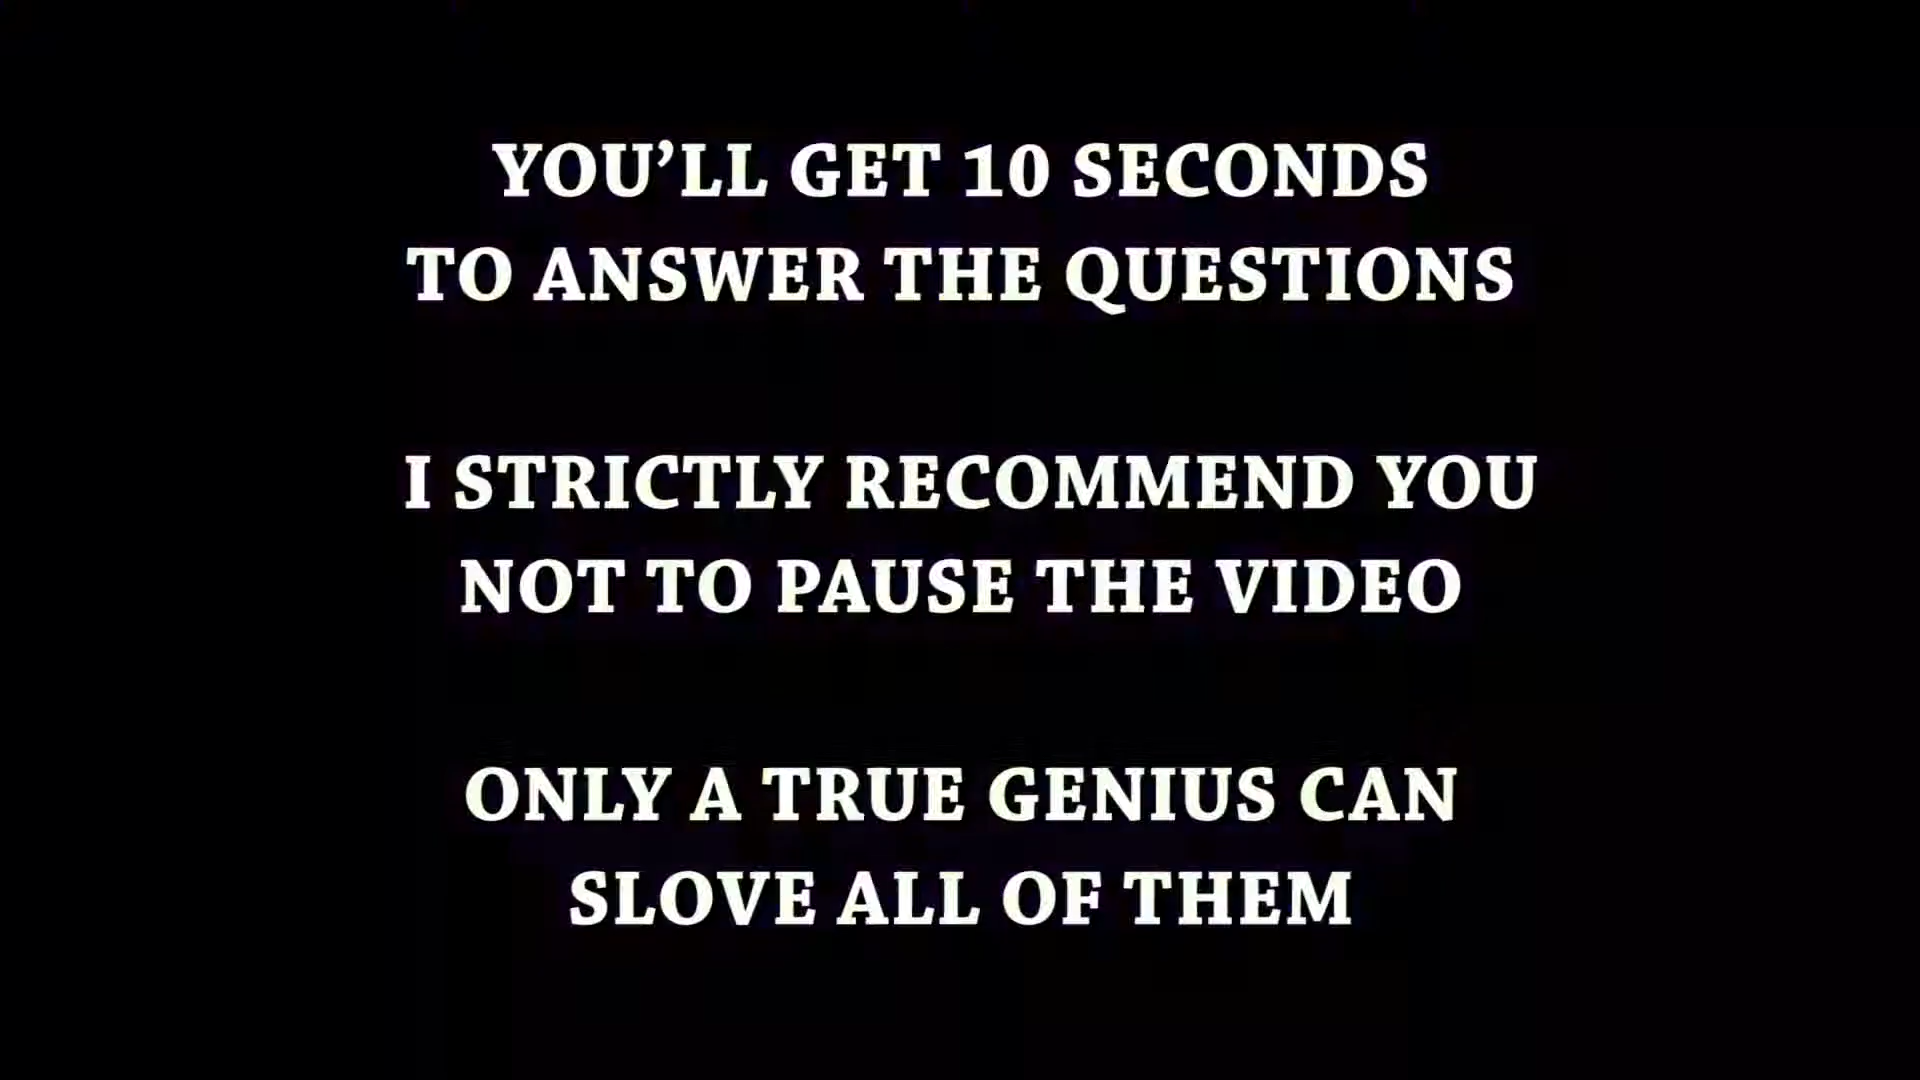 YOU’LL GET 10 SECONDS
TO ANSWER THE QUESTIONS
I STRICTLY RECOMMEND YOU
NOT TO PAUSE THE VIDEO
ONLY A TRUE GENIUS CAN
SLOVE ALL OF THEM